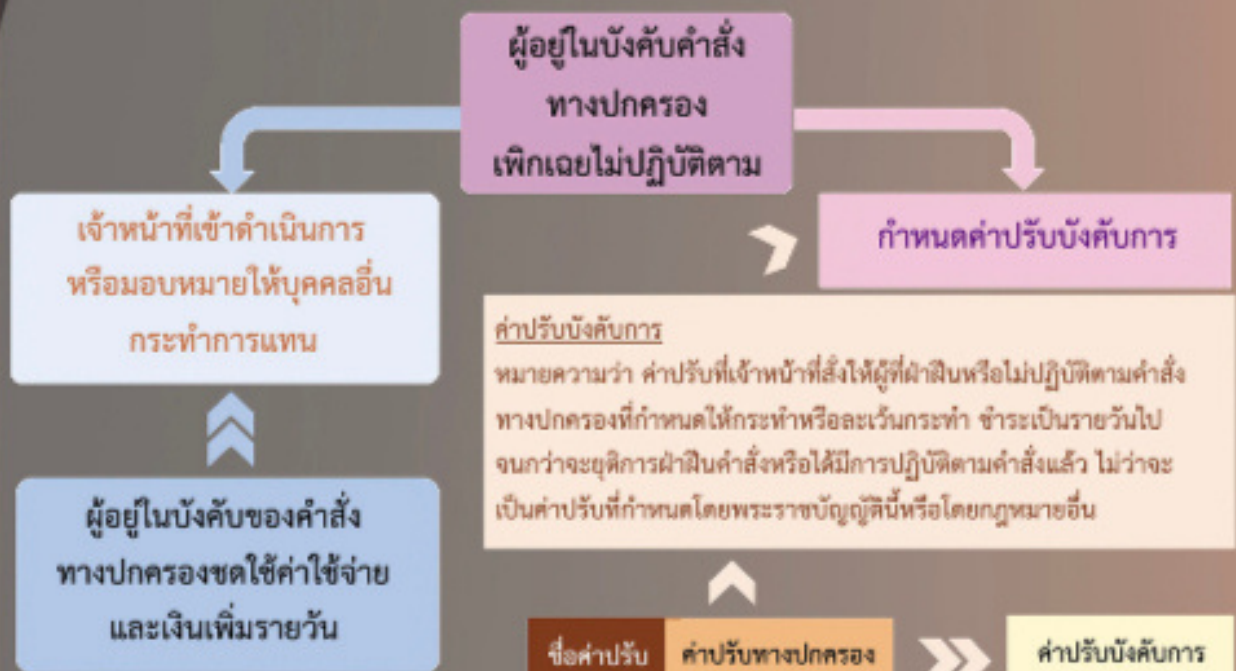 ผู้อยู่ในบังคับคำสั่ง
ทางปกครอง
เพิกเฉยไม่ปฏิบัติตาม
เจ้าหน้าที่เข้าดำเนินการ
หรือมอบหมายให้บุคคลอื่น
กระทำการแทน
กำหนดค่าปรับบังคับการ
ค่าปรับบังคับการ
หมายความว่า ค่าปรับที่เจ้าหน้าที่สั่งให้ผู้ที่ฝ่าฝืนหรือไม่ปฏิบัติตามคำสั่ง
ทางปกครองที่กำหนดให้กระทำหรือละเว้นกระทำ ชำระเป็นรายวันไป
จนกว่าจะยุติการฝ่าฝืนคำสั่งหรือได้มีการปฏิบัติตามคำสั่งแล้ว ไม่ว่าจะ
เป็นค่าปรับที่กำหนดโดยพระราชบัญญัตินี้หรือโดยกฎหมายอื่น
ผู้อยู่ในบังคับของคำสั่ง
ทางปกครองชดใช้ค่าใช้จ่าย
และเงินเพิ่มรายวัน
ชื่อค่าปรับ ค่าปรับทางปกครอง ค่าปรับบังคับการ